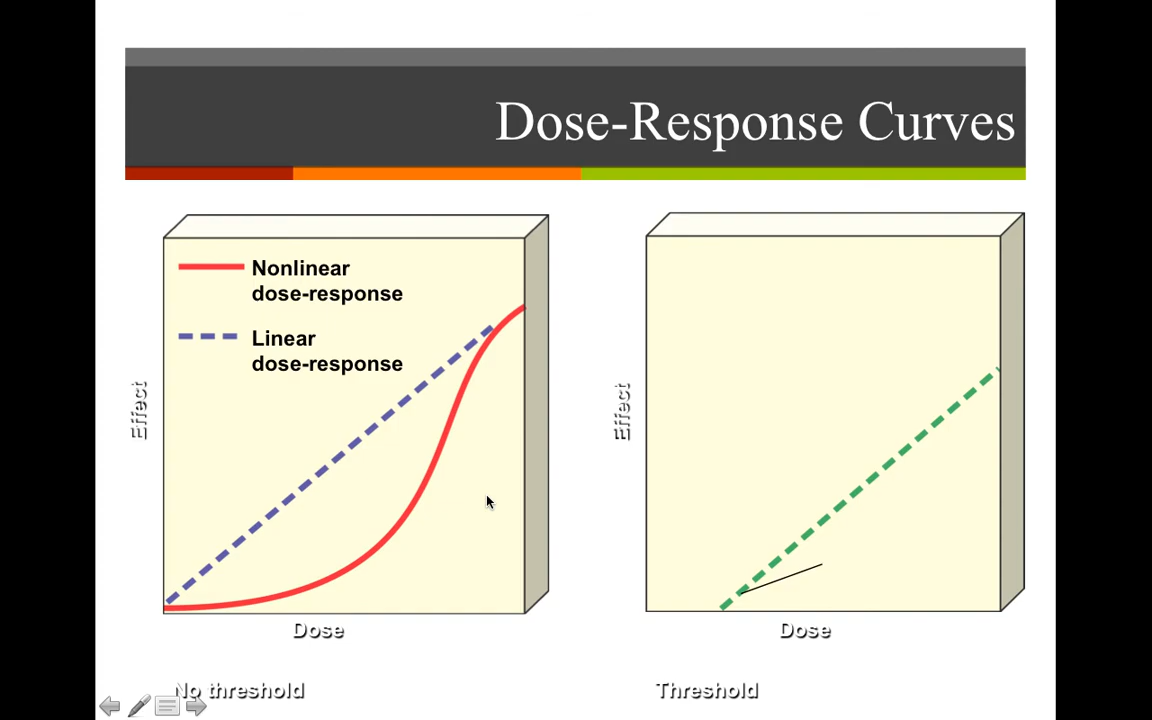 Dose-Response Curves
Nonlinear
dose-response
Linear
dose-response
Effect
Dose
No threshold
Effect
Dose
Threshold